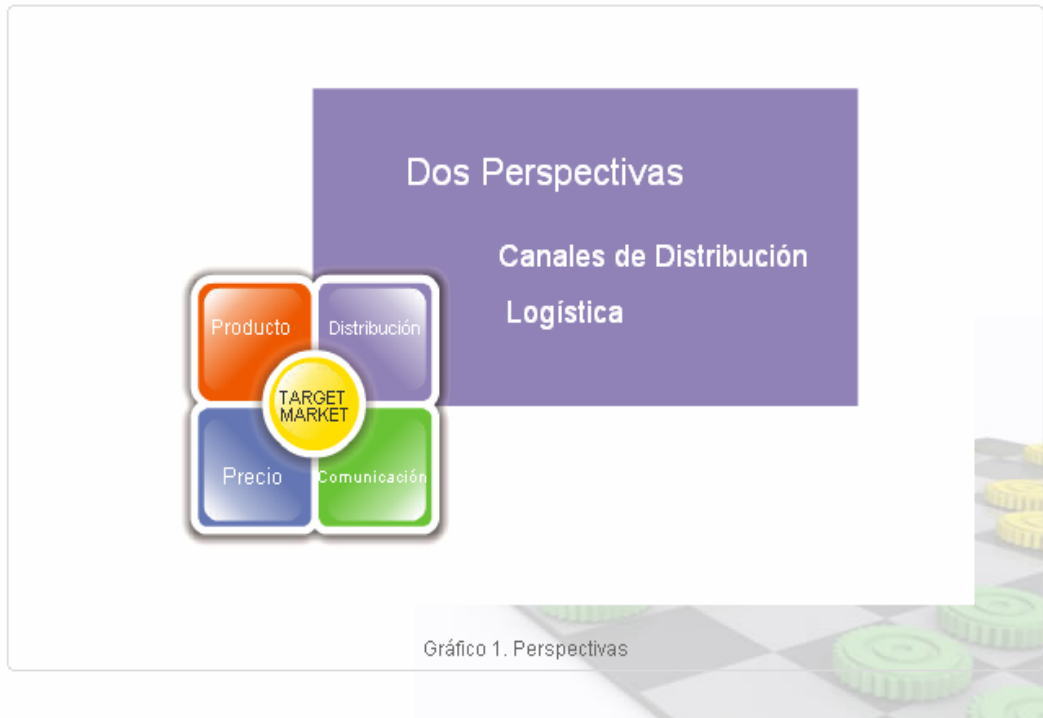 Dos Perspectivas
Canales de Distribución
Logística
Producto
Distribución
TARGET
MARKET
Precio
Comunicación
Gráfico 1. Perspectivas